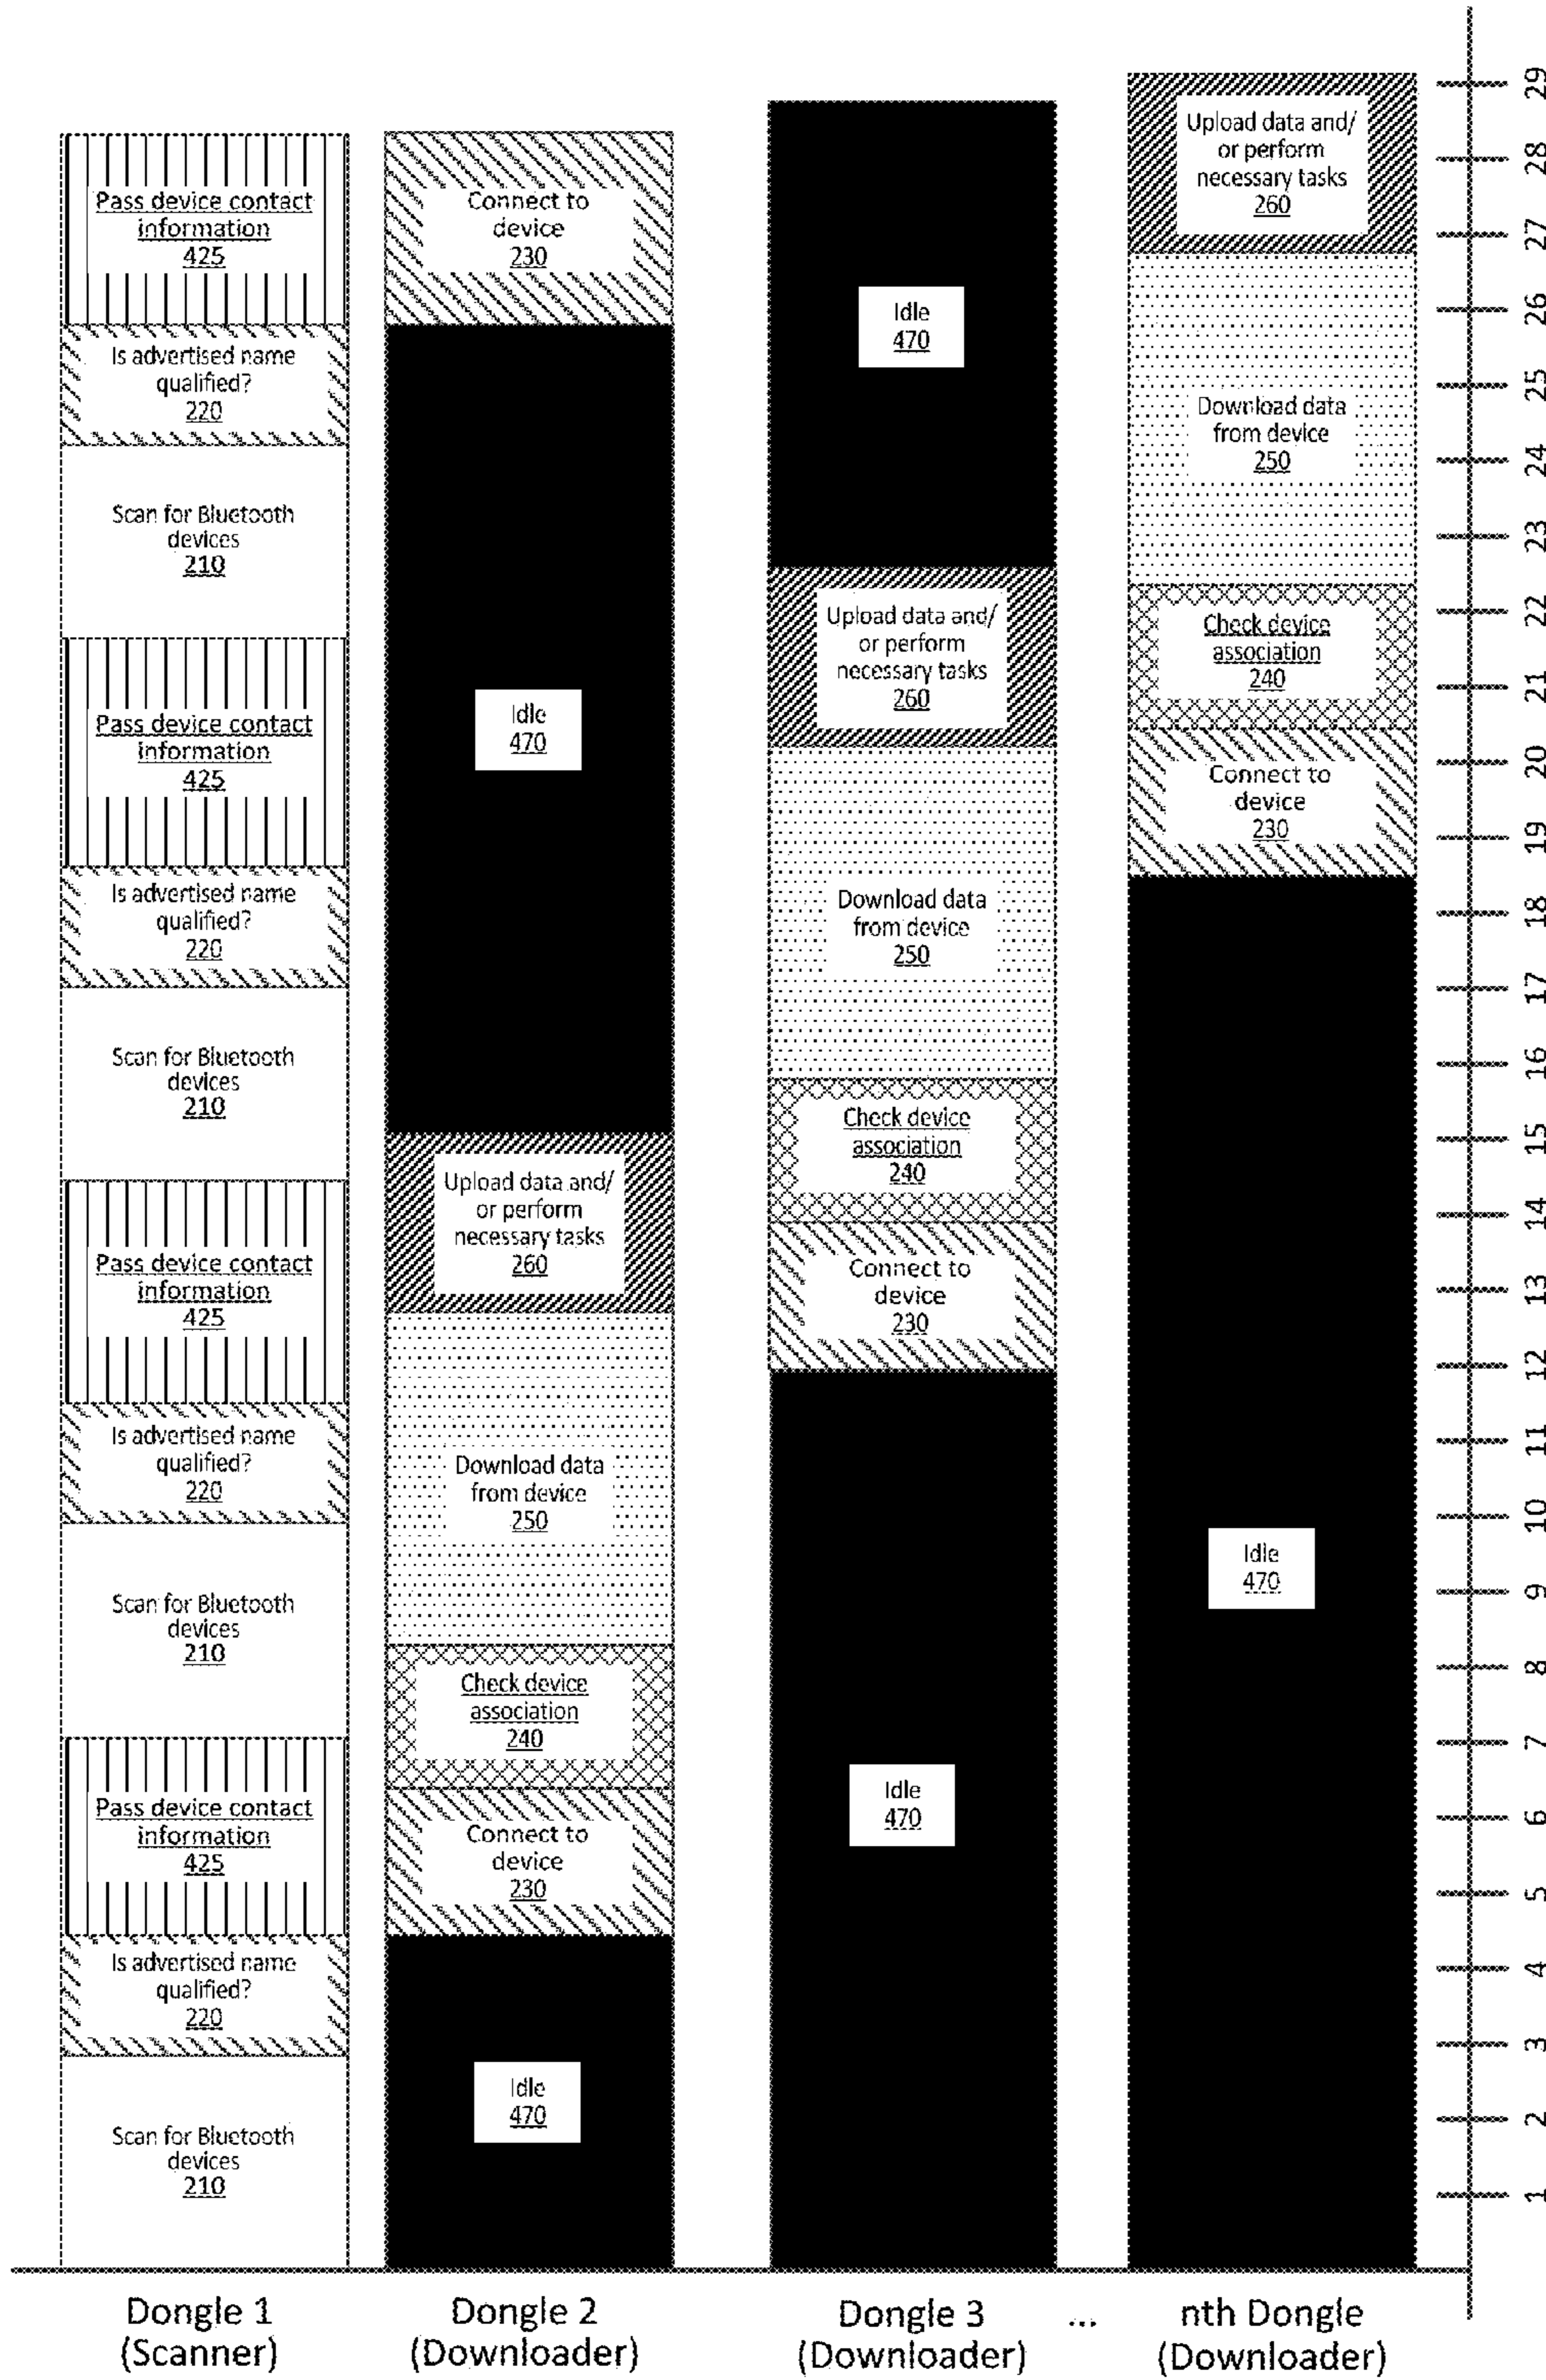 Pass device contact
information
425
Is advertised name
qualified?
220
Scan for Bluetooth
devices
210
Pass device contact
information
425
Is advertised name
qualified?
220
Scan for Bluetooth
devices
210
Pass device contact
information
425
Is advertised name
qualified?
220
Scan for Bluetooth
devices
210
Pass device contact
information
425
Is advertised name
qualified?
220
Scan for Bluetooth
devices
210
Dongle 1
(Scanner)
Connect to
device
230
Idle
470
Upload data and/
or perform
necessary tasks
260
Download data
from device
250
Check device
association
240
Connect to
device
230
Idle
470
Dongle 2
(Downloader)
Idle
470
Upload data and/
or perform
necessary tasks
260
Download data
from device
250
Check device
association
240
Connect to
device
230
Idle
470
Dongle 3
(Downloader)
...
Upload data and/
or perform
necessary tasks
260
Download data
from device
250
Check device
association
240
Connect to
device
230
Idle
470
nth Dongle
(Downloader)
29
28
27
26
25
24
23
22
21
20
19
18
17
16
15
14
13
12
11
10
9
8
7
6
5
4
3
2
1